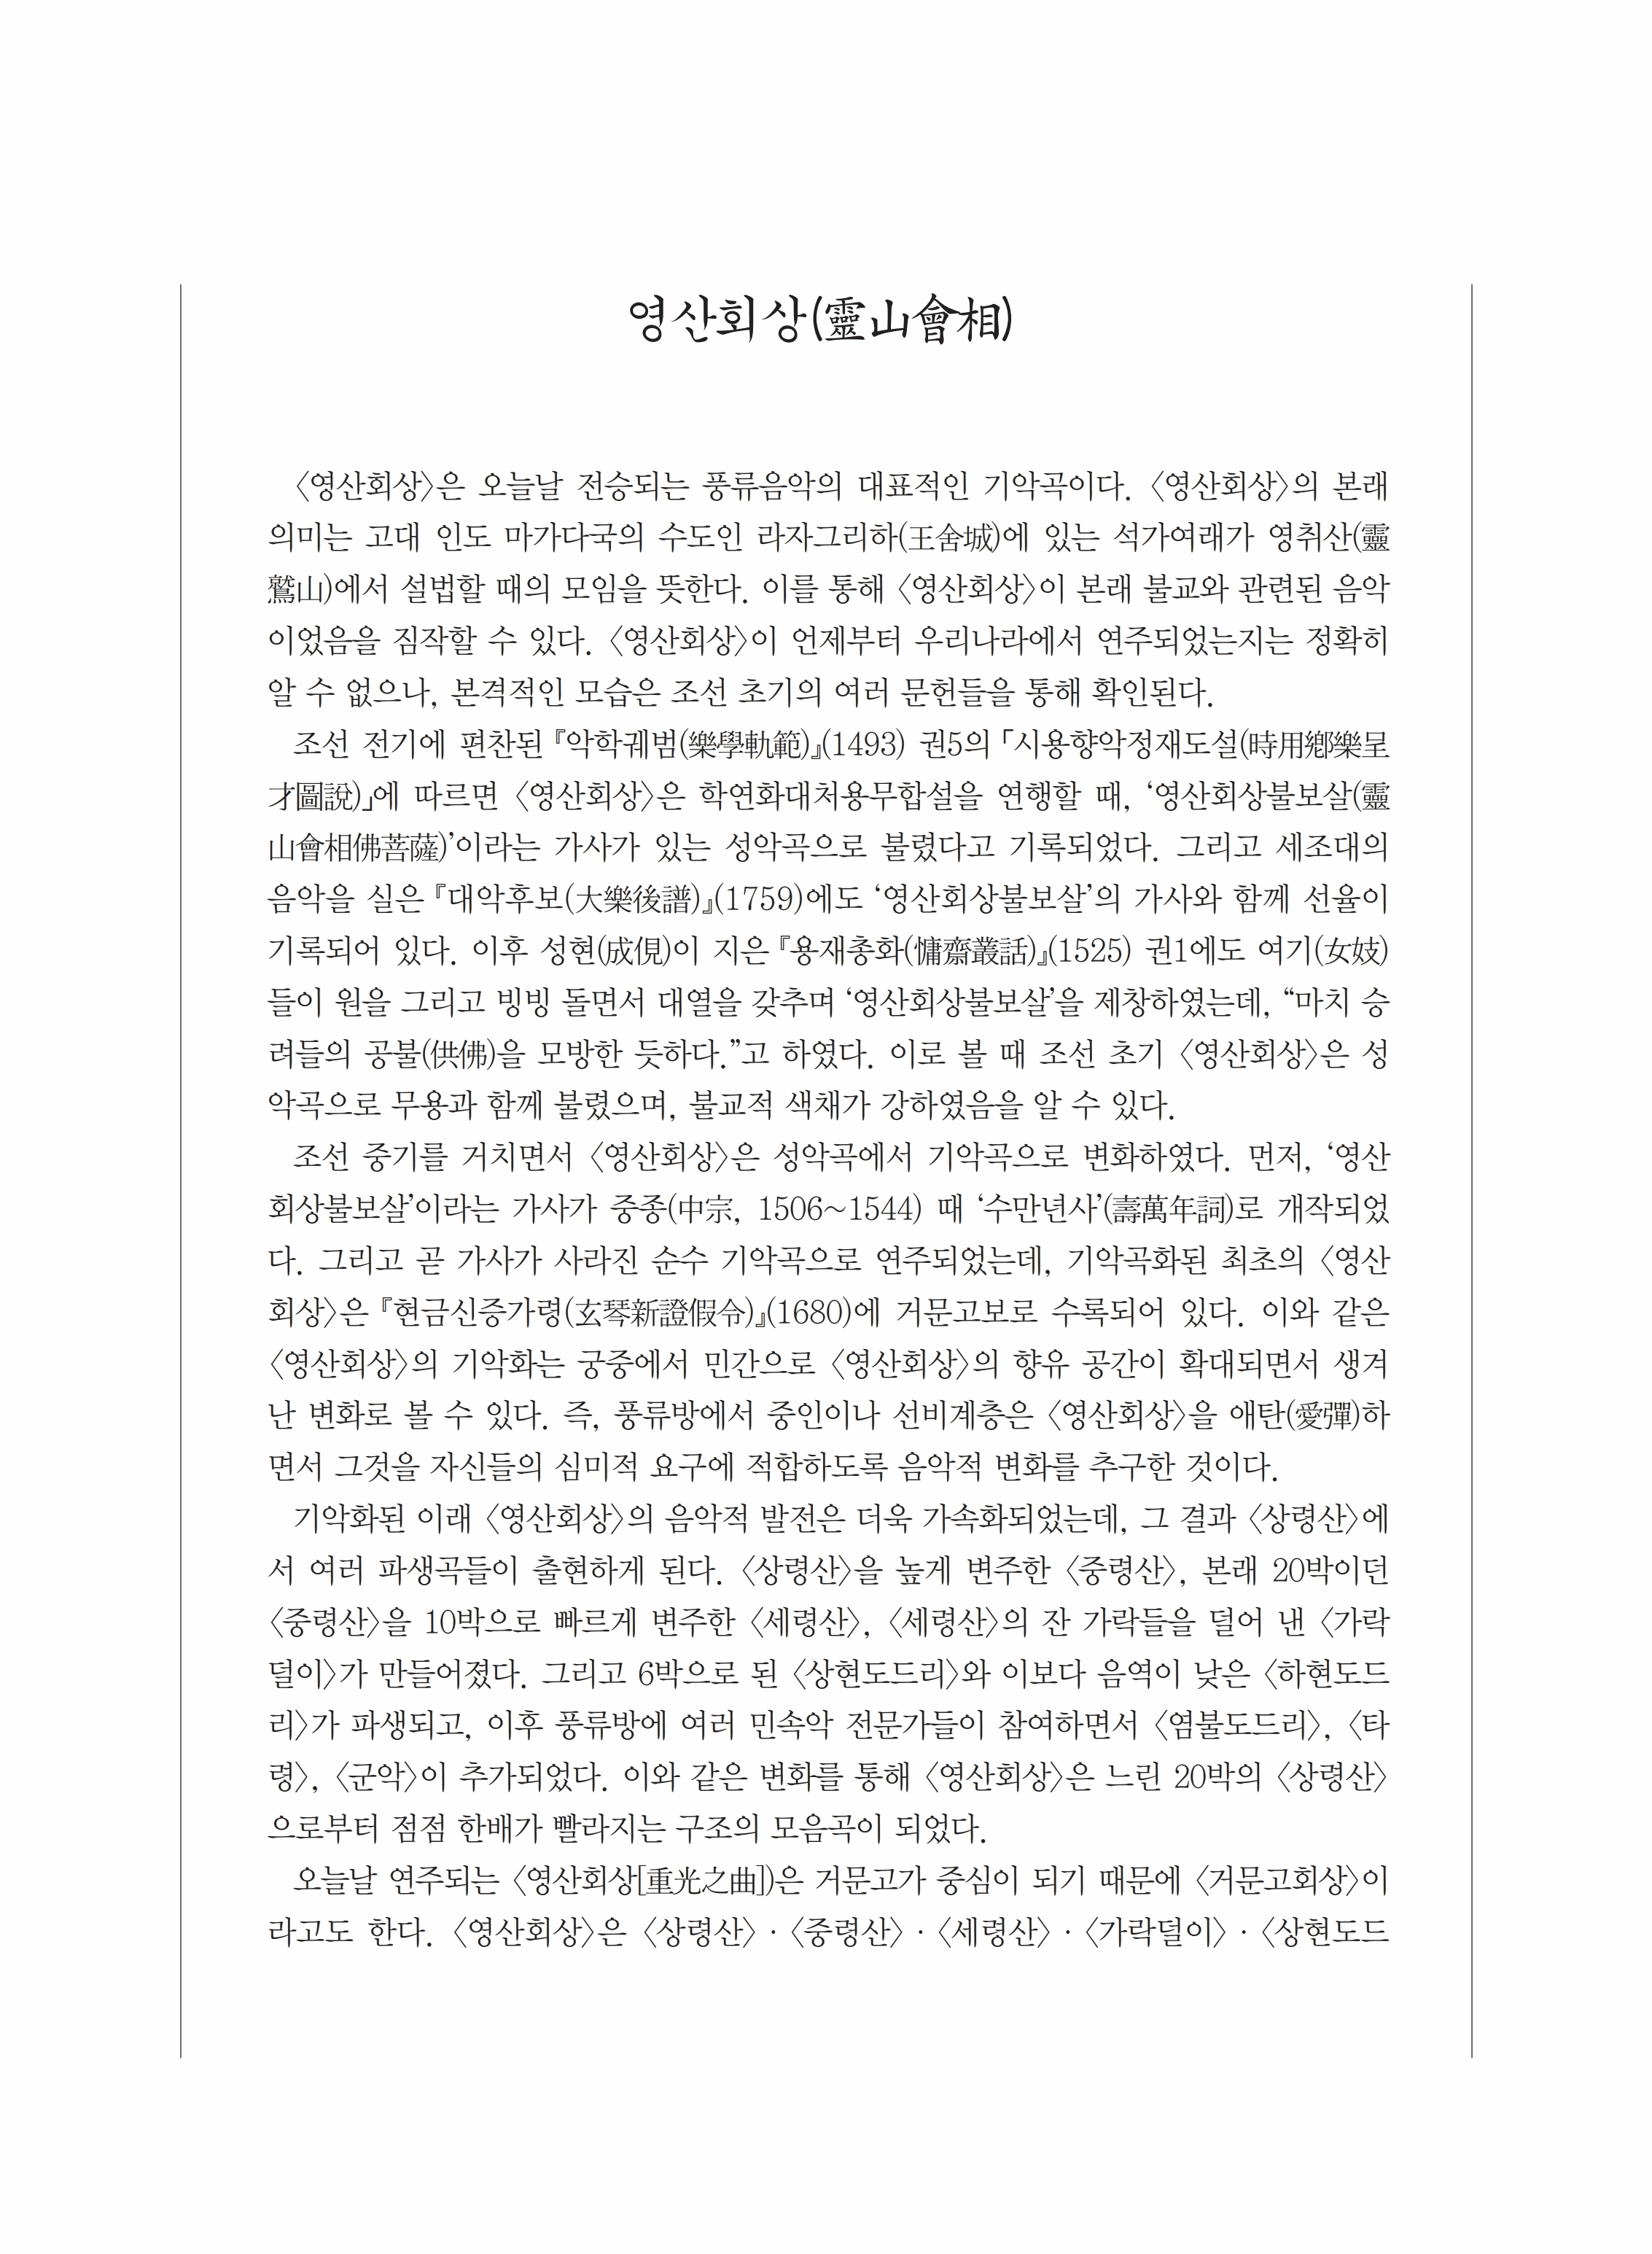 영산회상(靈山會相)
〈영산회상〉은 오늘날 전승되는 풍류음악의 대표적인 기악곡이다. 〈영산회상〉의 본래
의미는 고대 인도 마가다국의 수도인 라자그리하(王舍城)에 있는 석가여래가 영취산(靈
鷲山)에서 설법할 때의 모임을 뜻한다. 이를 통해 〈영산회상〉이 본래 불교와 관련된 음악
이었음을 짐작할 수 있다. 〈영산회상〉이 언제부터 우리나라에서 연주되었는지는 정확히
알 수 없으나, 본격적인 모습은 조선 초기의 여러 문헌들을 통해 확인된다.
조선 전기에 편찬된 『악학궤범(樂學軌範)』(1493) 권5의 「시용향악정재도설(時用鄕樂呈
才圖說)」에 따르면 〈영산회상〉은 학연화대처용무합설을 연행할 때, ‘영산회상불보살(靈
山會相佛菩薩)’이라는 가사가 있는 성악곡으로 불렸다고 기록되었다. 그리고 세조대의
음악을 실은 『대악후보(大樂後譜)』(1759)에도 ‘영산회상불보살’의 가사와 함께 선율이
기록되어 있다. 이후 성현(成俔)이 지은 『용재총화(慵齋叢話)』(1525) 권1에도 여기(女妓)
들이 원을 그리고 빙빙 돌면서 대열을 갖추며 ‘영산회상불보살’을 제창하였는데, “마치 승
려들의 공불(供佛)을 모방한 듯하다.”고 하였다. 이로 볼 때 조선 초기 〈영산회상〉은 성
악곡으로 무용과 함께 불렸으며, 불교적 색채가 강하였음을 알 수 있다.
조선 중기를 거치면서 〈영산회상〉은 성악곡에서 기악곡으로 변화하였다. 먼저, ‘영산
회상불보살’이라는 가사가 중종(中宗, 1506~1544) 때 ‘수만년사’(壽萬年詞)로 개작되었
다. 그리고 곧 가사가 사라진 순수 기악곡으로 연주되었는데, 기악곡화된 최초의 〈영산
회상〉은 『현금신증가령(玄琴新證假令)』(1680)에 거문고보로 수록되어 있다. 이와 같은
〈영산회상〉의 기악화는 궁중에서 민간으로 〈영산회상〉의 향유 공간이 확대되면서 생겨
난 변화로 볼 수 있다. 즉, 풍류방에서 중인이나 선비계층은 〈영산회상〉을 애탄(愛彈)하
면서 그것을 자신들의 심미적 요구에 적합하도록 음악적 변화를 추구한 것이다.
기악화된 이래 〈영산회상〉의 음악적 발전은 더욱 가속화되었는데, 그 결과 〈상령산〉에
서 여러 파생곡들이 출현하게 된다. 〈상령산〉을 높게 변주한 〈중령산〉, 본래 20박이던
〈중령산〉을 10박으로 빠르게 변주한 〈세령산〉, 〈세령산〉의 잔 가락들을 덜어 낸 〈가락
덜이〉가 만들어졌다. 그리고 6박으로 된 〈상현도드리〉와 이보다 음역이 낮은 〈하현도드
리〉가 파생되고, 이후 풍류방에 여러 민속악 전문가들이 참여하면서 〈염불도드리〉, 〈타
령〉, 〈군악〉이 추가되었다. 이와 같은 변화를 통해 〈영산회상〉은 느린 20박의 〈상령산〉
으로부터 점점 한배가 빨라지는 구조의 모음곡이 되었다.
오늘날 연주되는 〈영산회상[重光之曲]〉은 거문고가 중심이 되기 때문에 〈거문고회상〉이
라고도 한다. 〈영산회상〉은 〈상령산〉·〈중령산〉·〈세령산〉·〈가락덜이〉·〈상현도드